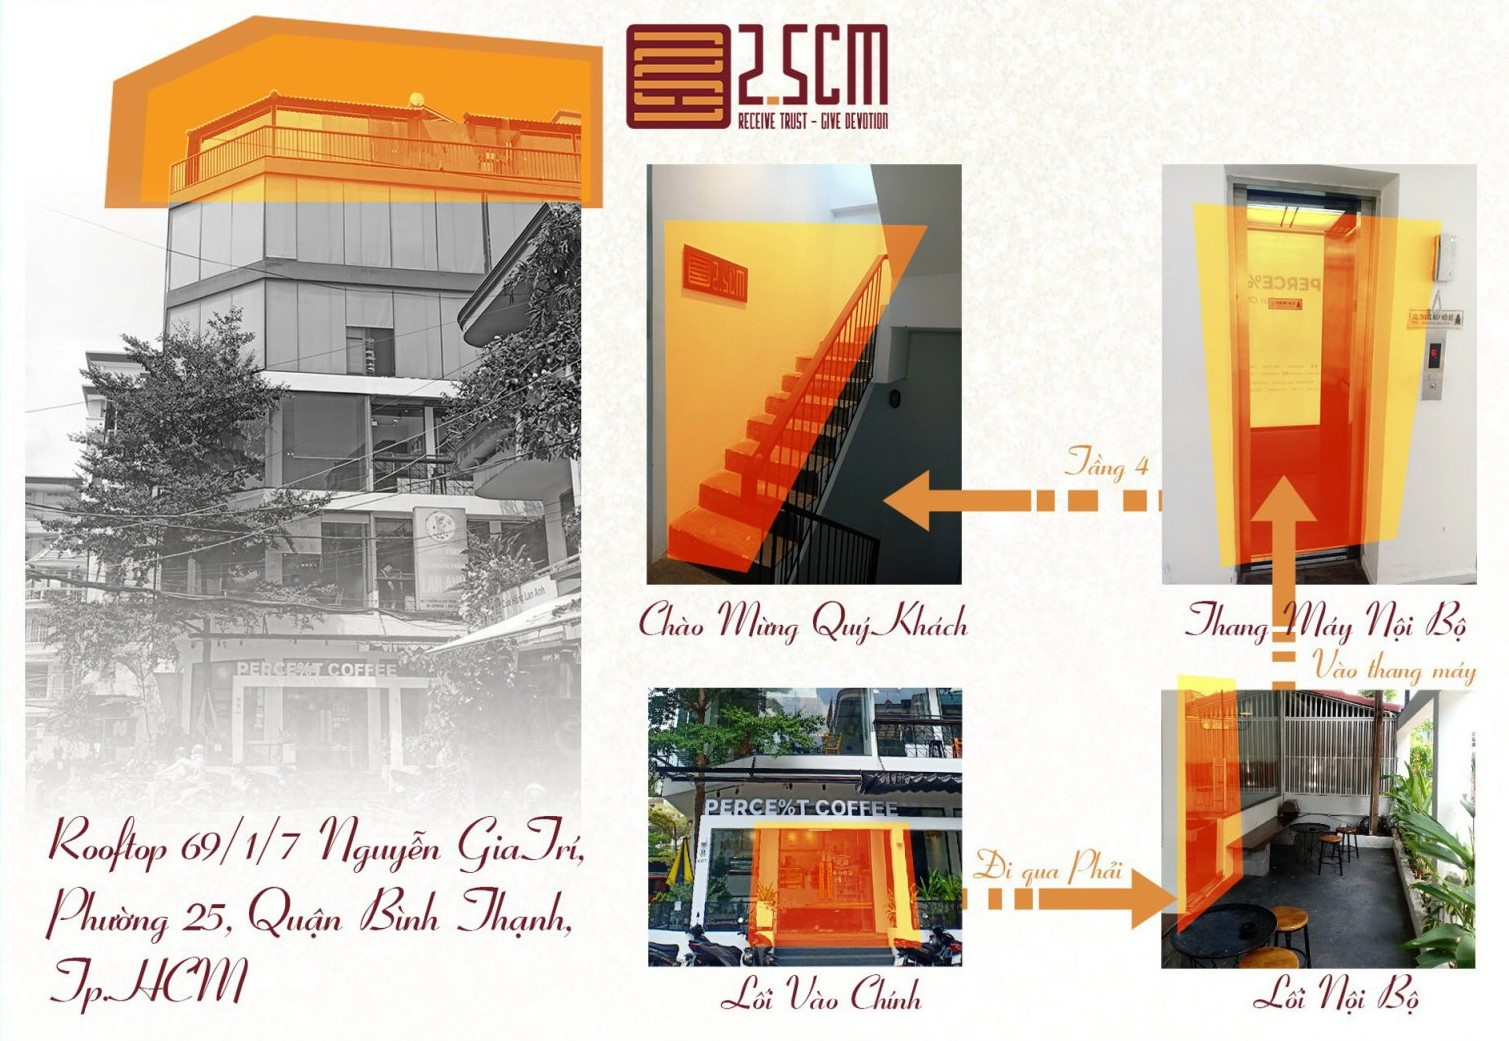 2.5CM
RECEIVE TRUST - GIVE DEVOTION
Tầng 4
Chào Mừng Quý Khách
Thang Máy Nội Bộ
Vào thang máy
PERCE%T COFFEE
PERCE%T COFFEE
Đi qua Phải
Lối Vào Chính
Lối Nội Bộ
Rooftop 69/1/7 Nguyễn Gia Trí,
Phường 25, Quận Bình Thạnh,
Tp.HCM